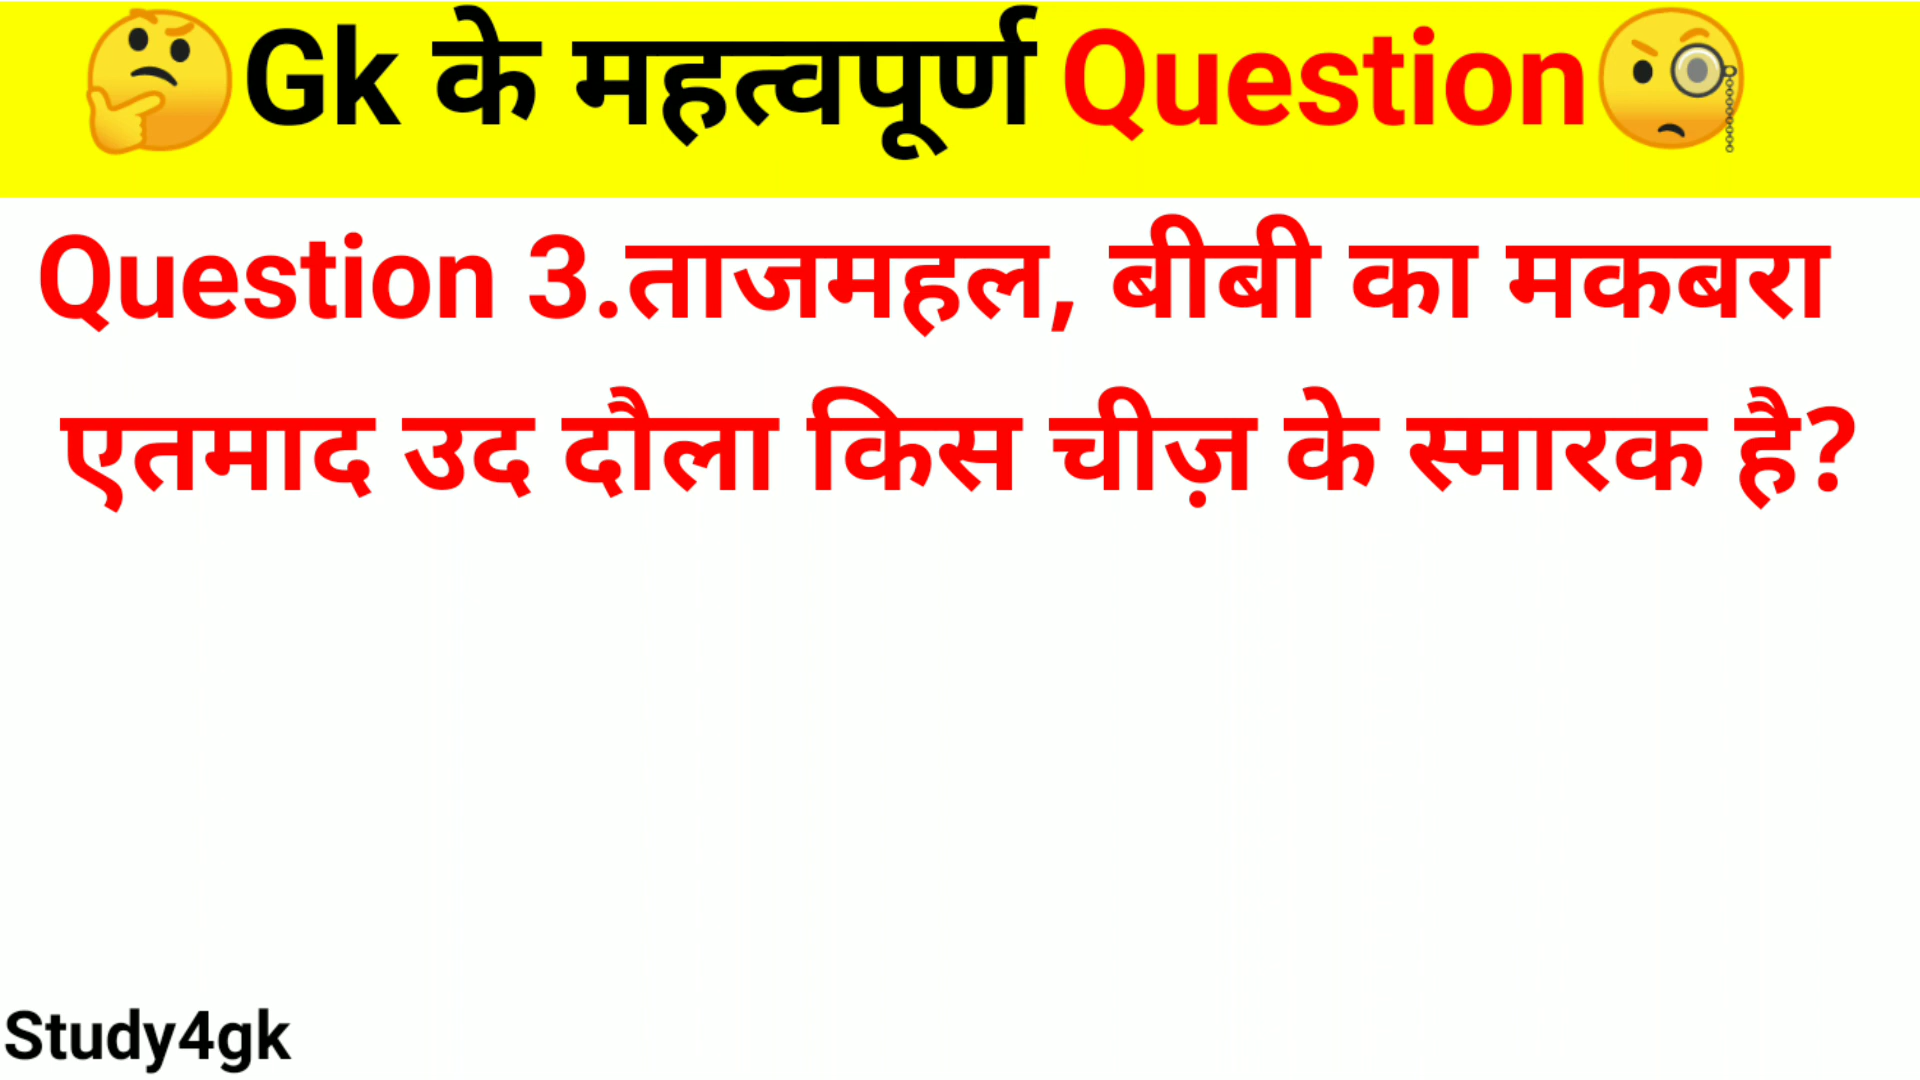 🤔Gk के महत्वपूर्ण Question🧐
Question 3.ताजमहल, बीबी का मकबरा
एतमाद उद दौला किस चीज़ के स्मारक है?
Study4gk